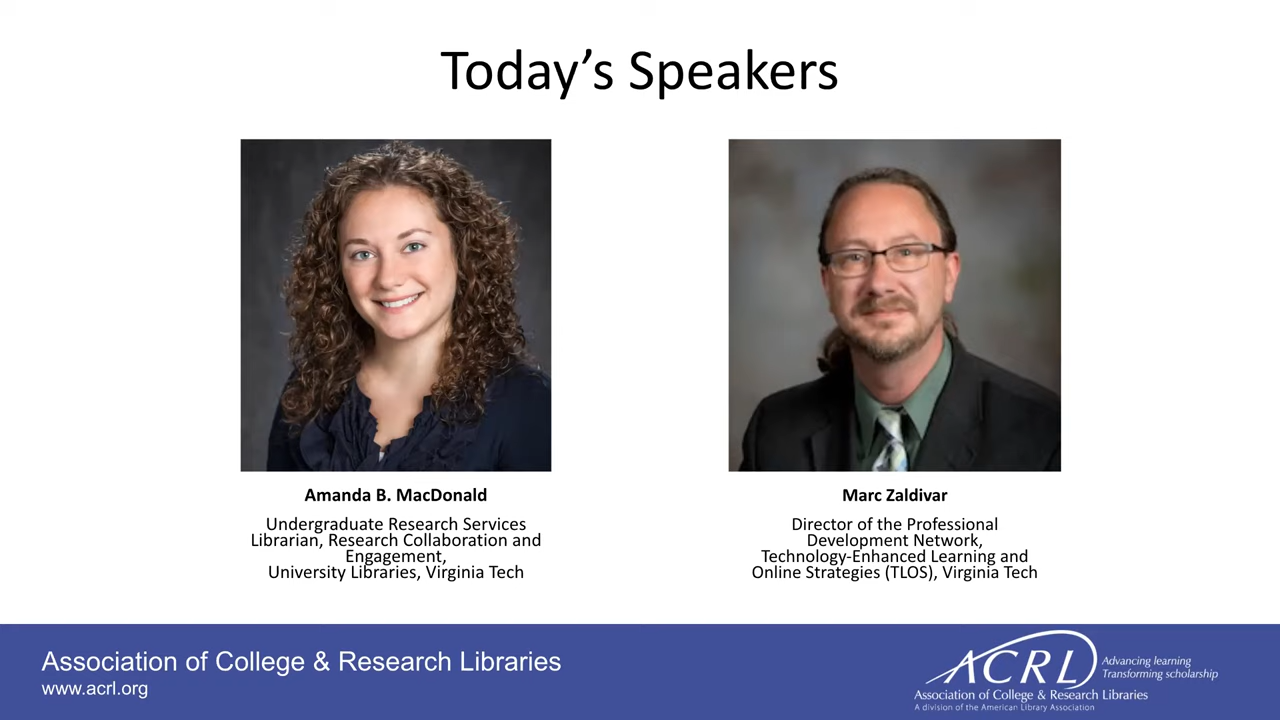 Today’s Speakers
Amanda B. MacDonald
Undergraduate Research Services
Librarian, Research Collaboration and
Engagement,
University Libraries, Virginia Tech
Marc Zaldivar
Director of the Professional
Development Network,
Technology-Enhanced Learning and
Online Strategies (TLOS), Virginia Tech
Association of College & Research Libraries
www.acrl.org
ACRL
Advancing learning
Transforming scholarship
Association of College & Research Libraries
A division of the American Library Association